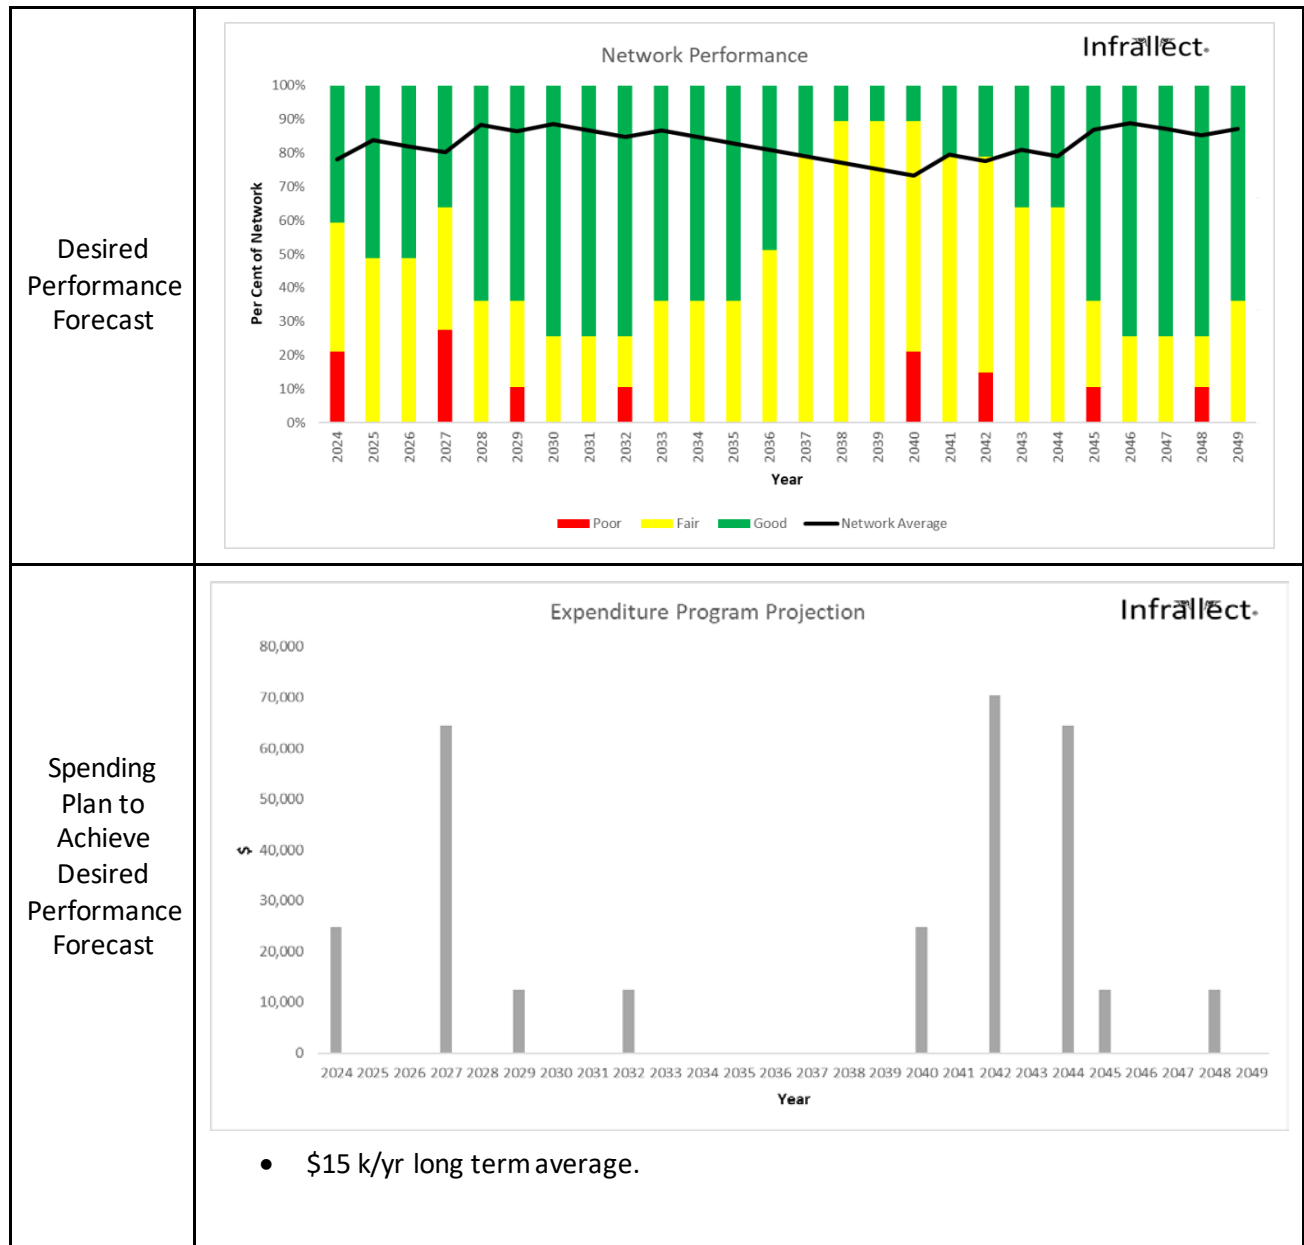 Desired
Performance
Forecast
Network Performance
Infrallect
100%
90%
80%
70%
60%
50%
40%
30%
20%
10%
0%
Per Cent of Network
2024 2025 2026 2027 2028 2029 2030 2031 2032 2033 2034 2035 2036 2037 2038 2039 2040 2041 2042 2043 2044 2045 2046 2047 2048 2049
Year
Poor Fair Good Network Average
Spending
Plan to
Achieve
Desired
Performance
Forecast
Expenditure Program Projection
Infrallect
80,000
70,000
60,000
50,000
40,000
30,000
20,000
10,000
0
$
2024 2025 2026 2027 2028 2029 2030 2031 2032 2033 2034 2035 2036 2037 2038 2039 2040 2041 2042 2043 2044 2045 2046 2047 2048 2049
Year
• $15 k/yr long term average.